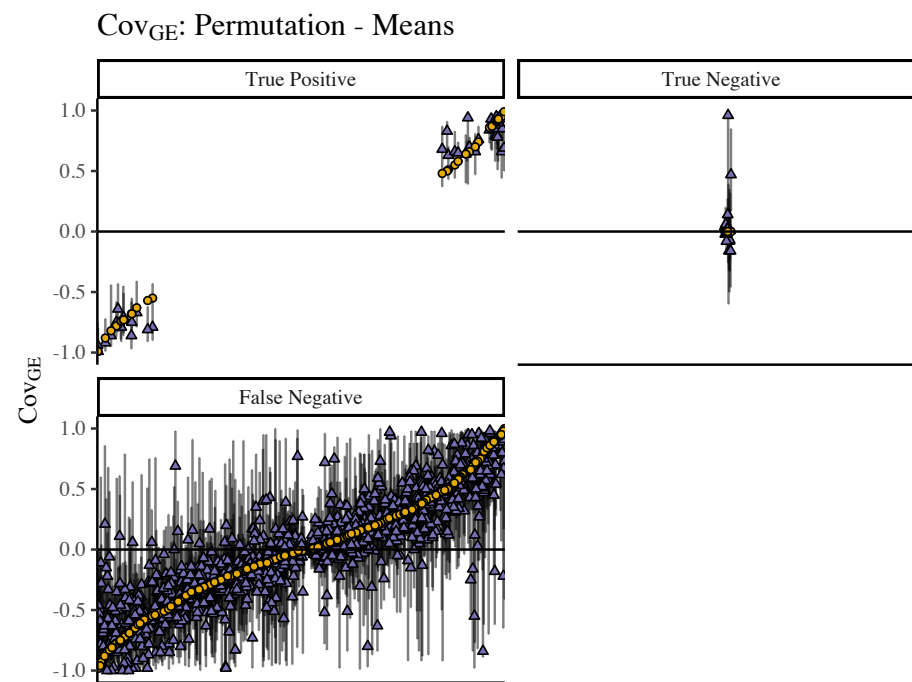 CovGE: Permutation - Means
True Positive
True Negative
1.0
0.5
0.0
-0.5
-1.0
CovGE
False Negative
1.0
0.5
0.0
-0.5
-1.0